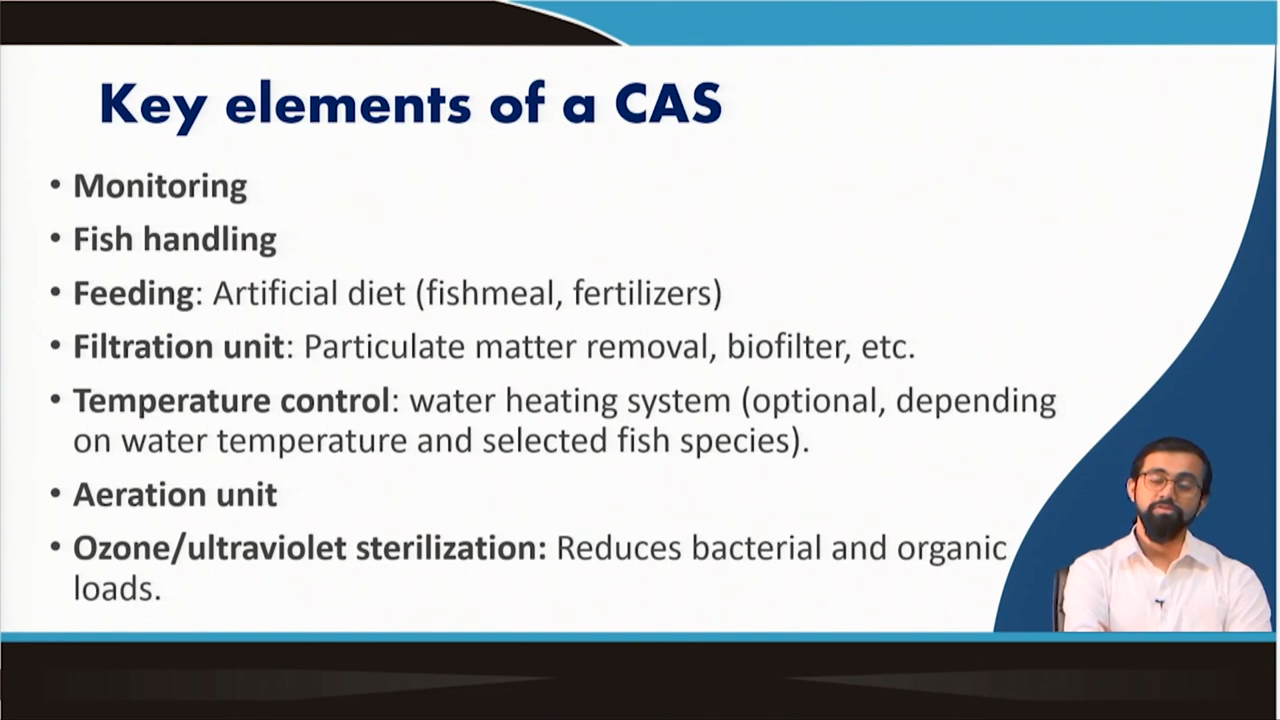 Key elements of a CAS
• Monitoring
• Fish handling
• Feeding: Artificial diet (fishmeal, fertilizers)
• Filtration unit: Particulate matter removal, biofilter, etc.
• Temperature control: water heating system (optional, depending
on water temperature and selected fish species).
• Aeration unit
• Ozone/ultraviolet sterilization: Reduces bacterial and organic
loads.